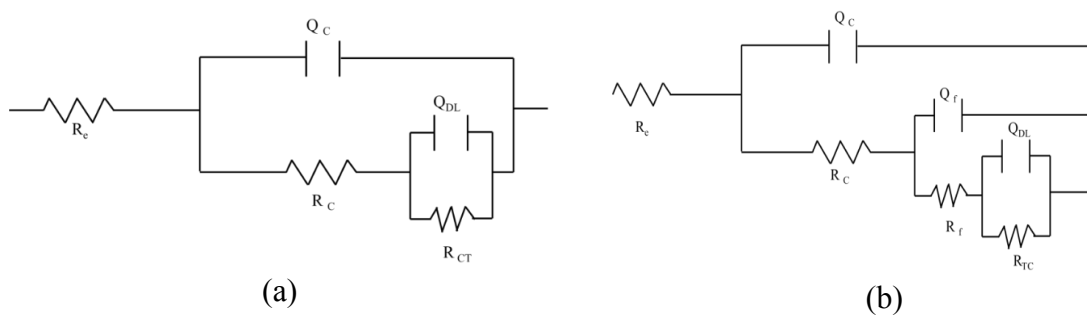 Q C
Q DL
R e
R C
R CT
(a)
Q C
Q f
Q DL
R e
R C
R f
R TC
(b)